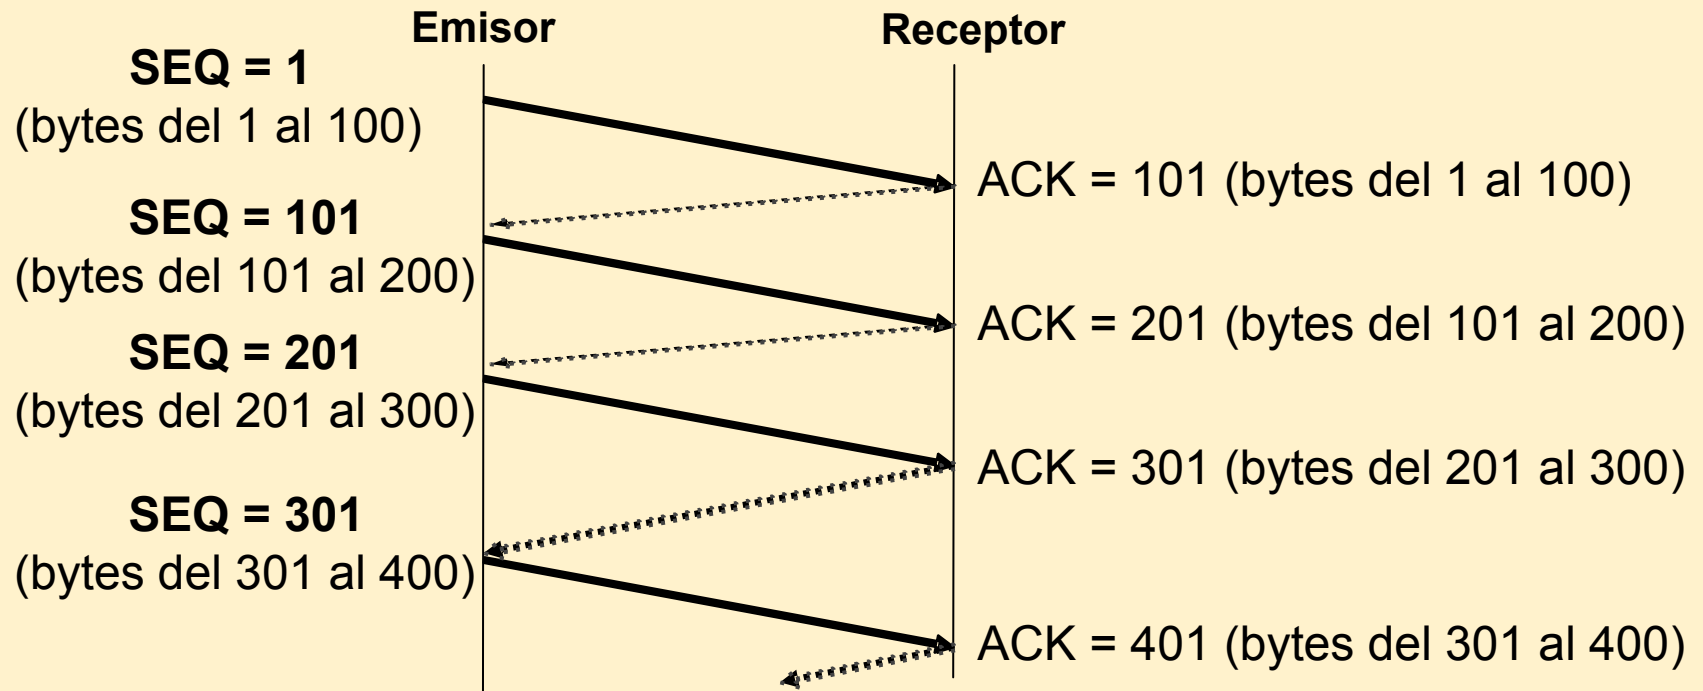 Emisor
Receptor
SEQ = 1
(bytes del 1 al 100)
ACK = 101 (bytes del 1 al 100)
SEQ = 101
(bytes del 101 al 200)
ACK = 201 (bytes del 101 al 200)
SEQ = 201
(bytes del 201 al 300)
ACK = 301 (bytes del 201 al 300)
SEQ = 301
(bytes del 301 al 400)
ACK = 401 (bytes del 301 al 400)